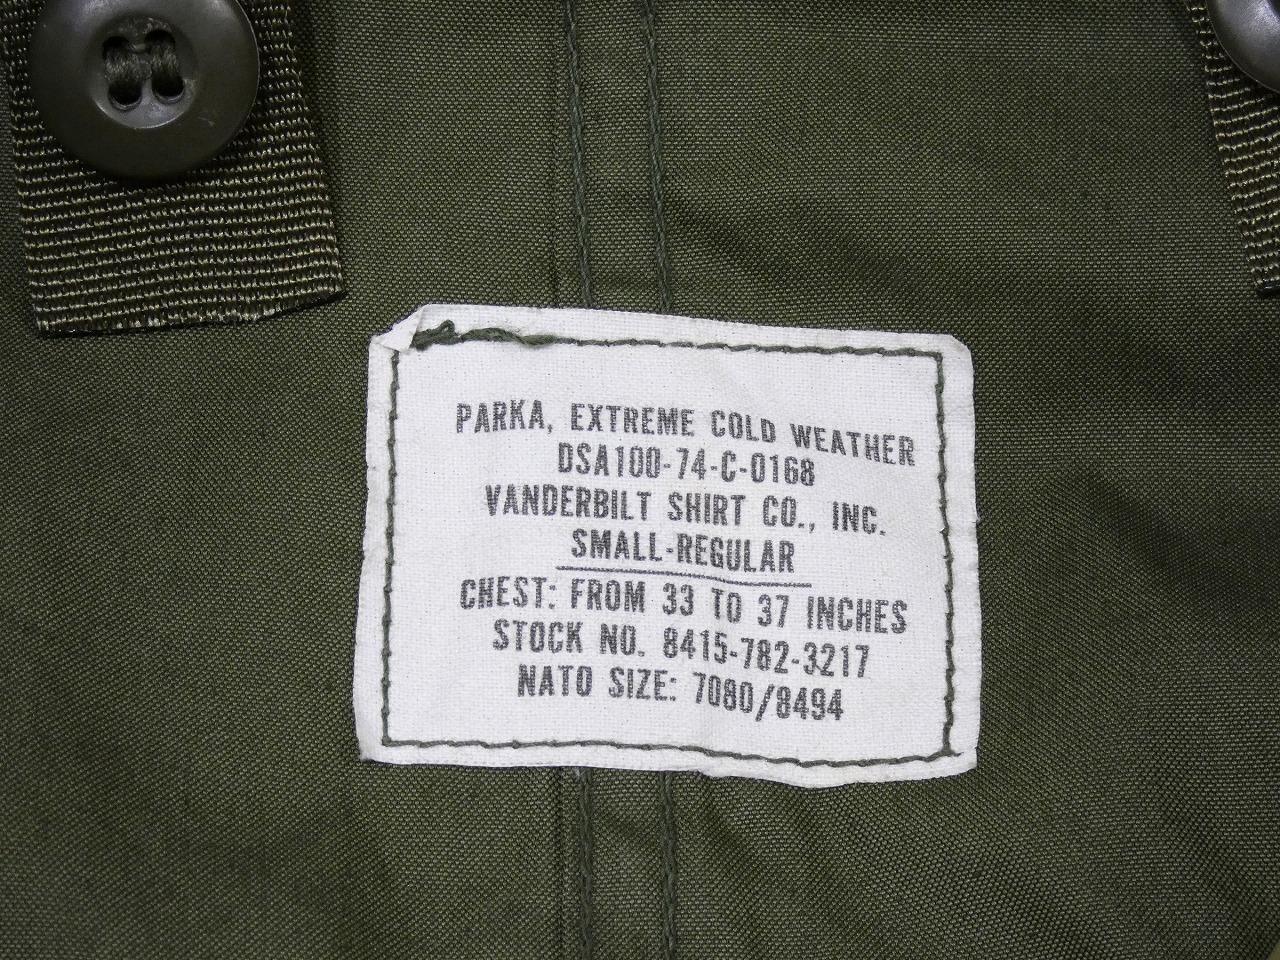 PARKA, EXTREME COLD WEATHER
DSA100-74-C-0168
VANDERBILT SHIRT CO., INC.
SMALL-REGULAR
CHEST: FROM 33 TO 37 INCHES
STOCK NO. 8415-782-3217
NATO SIZE: 7080/8494